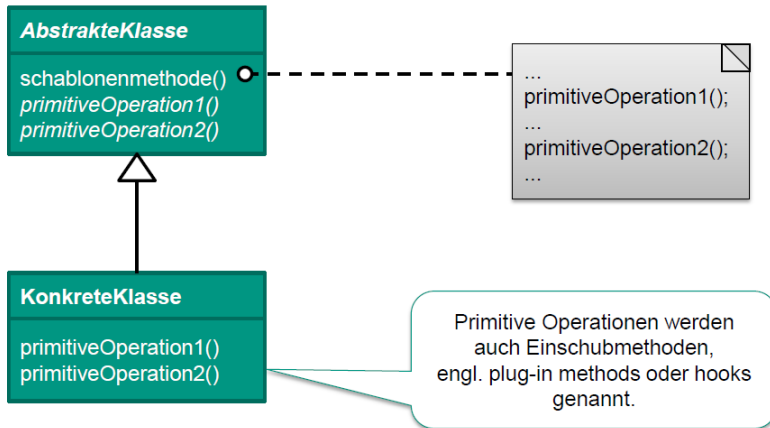 AbstrakteKlasse
schablonenmethode()
primitiveOperation1()
primitiveOperation2()
...
primitiveOperation1();
...
primitiveOperation2();
...
KonkreteKlasse
primitiveOperation1()
primitiveOperation2()
Primitive Operationen werden
auch Einschubmethoden,
engl. plug-in methods oder hooks
genannt.